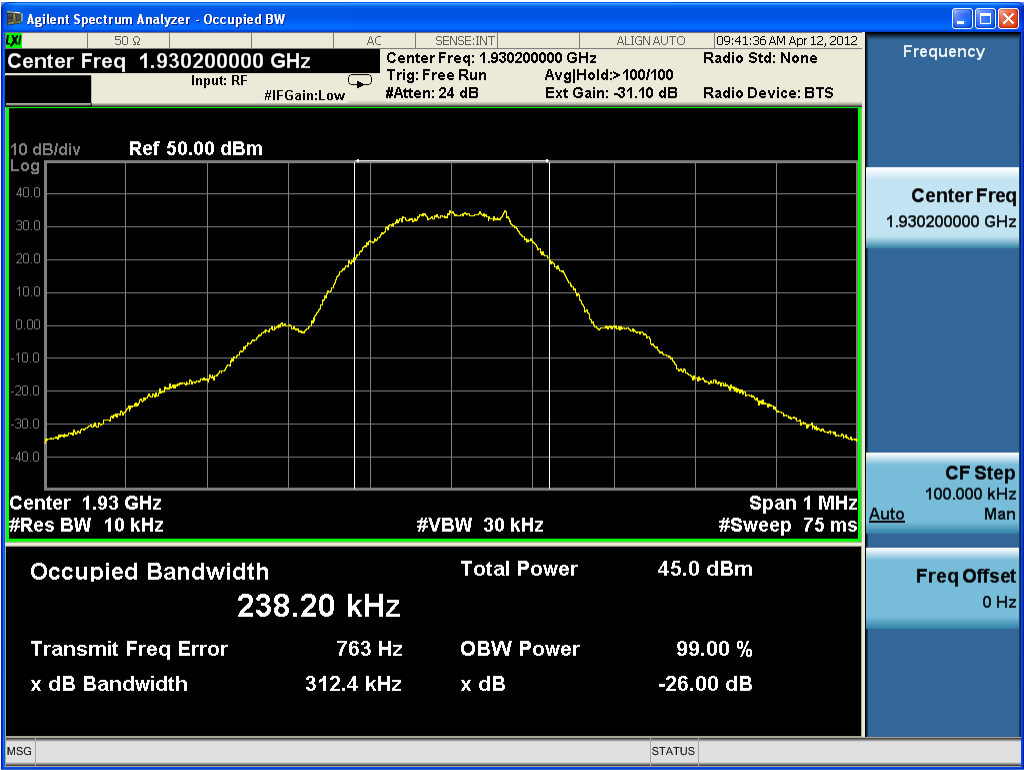 Agilent Spectrum Analyzer - Occupied BW
LXI 50 Ω AC SENSE:INT ALIGN AUTO 09:41:36 AM Apr 12, 2012
Frequency
Center Freq 1.930200000 GHz
Center Freq: 1.930200000 GHz Radio Std: None
Input: RF Trig: Free Run Avg|Hold:>100/100
#IFGain:Low #Atten: 24 dB Ext Gain: -31.10 dB Radio Device: BTS
10 dB/div Ref 50.00 dBm
Log
40.0
30.0
20.0
10.0
0.00
-10.0
-20.0
-30.0
-40.0
Center 1.93 GHz Span 1 MHz
#Res BW 10 kHz #VBW 30 kHz #Sweep 75 ms
Occupied Bandwidth Total Power 45.0 dBm
238.20 kHz
Transmit Freq Error 763 Hz OBW Power 99.00 %
x dB Bandwidth 312.4 kHz x dB -26.00 dB
Center Freq
1.930200000 GHz
CF Step
100.000 kHz
Auto Man
Freq Offset
0 Hz
MSG STATUS